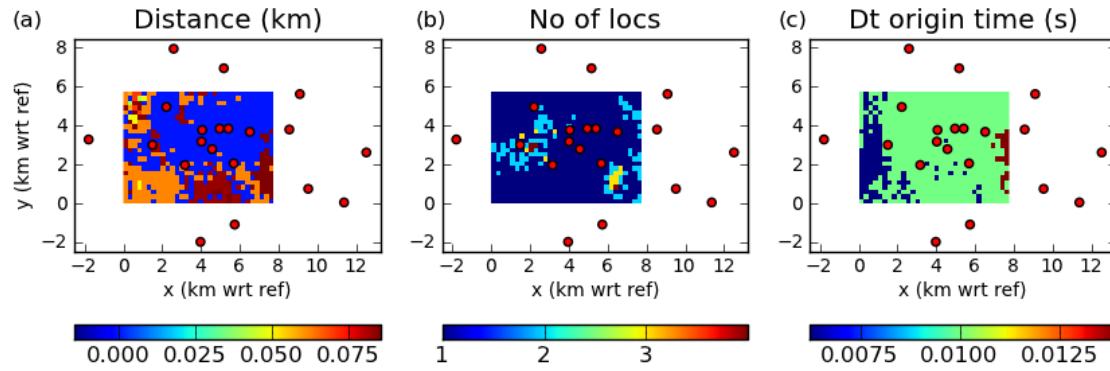 (a) Distance (km)
8
6
4
2
0
−2
y (km wrt ref)
−2 0 2 4 6 8 10 12
x (km wrt ref)
0.000 0.025 0.050 0.075
(b) No of locs
8
6
4
2
0
−2
−2 0 2 4 6 8 10 12
x (km wrt ref)
1 2 3
(c) Dt origin time (s)
8
6
4
2
0
−2
−2 0 2 4 6 8 10 12
x (km wrt ref)
0.0075 0.0100 0.0125